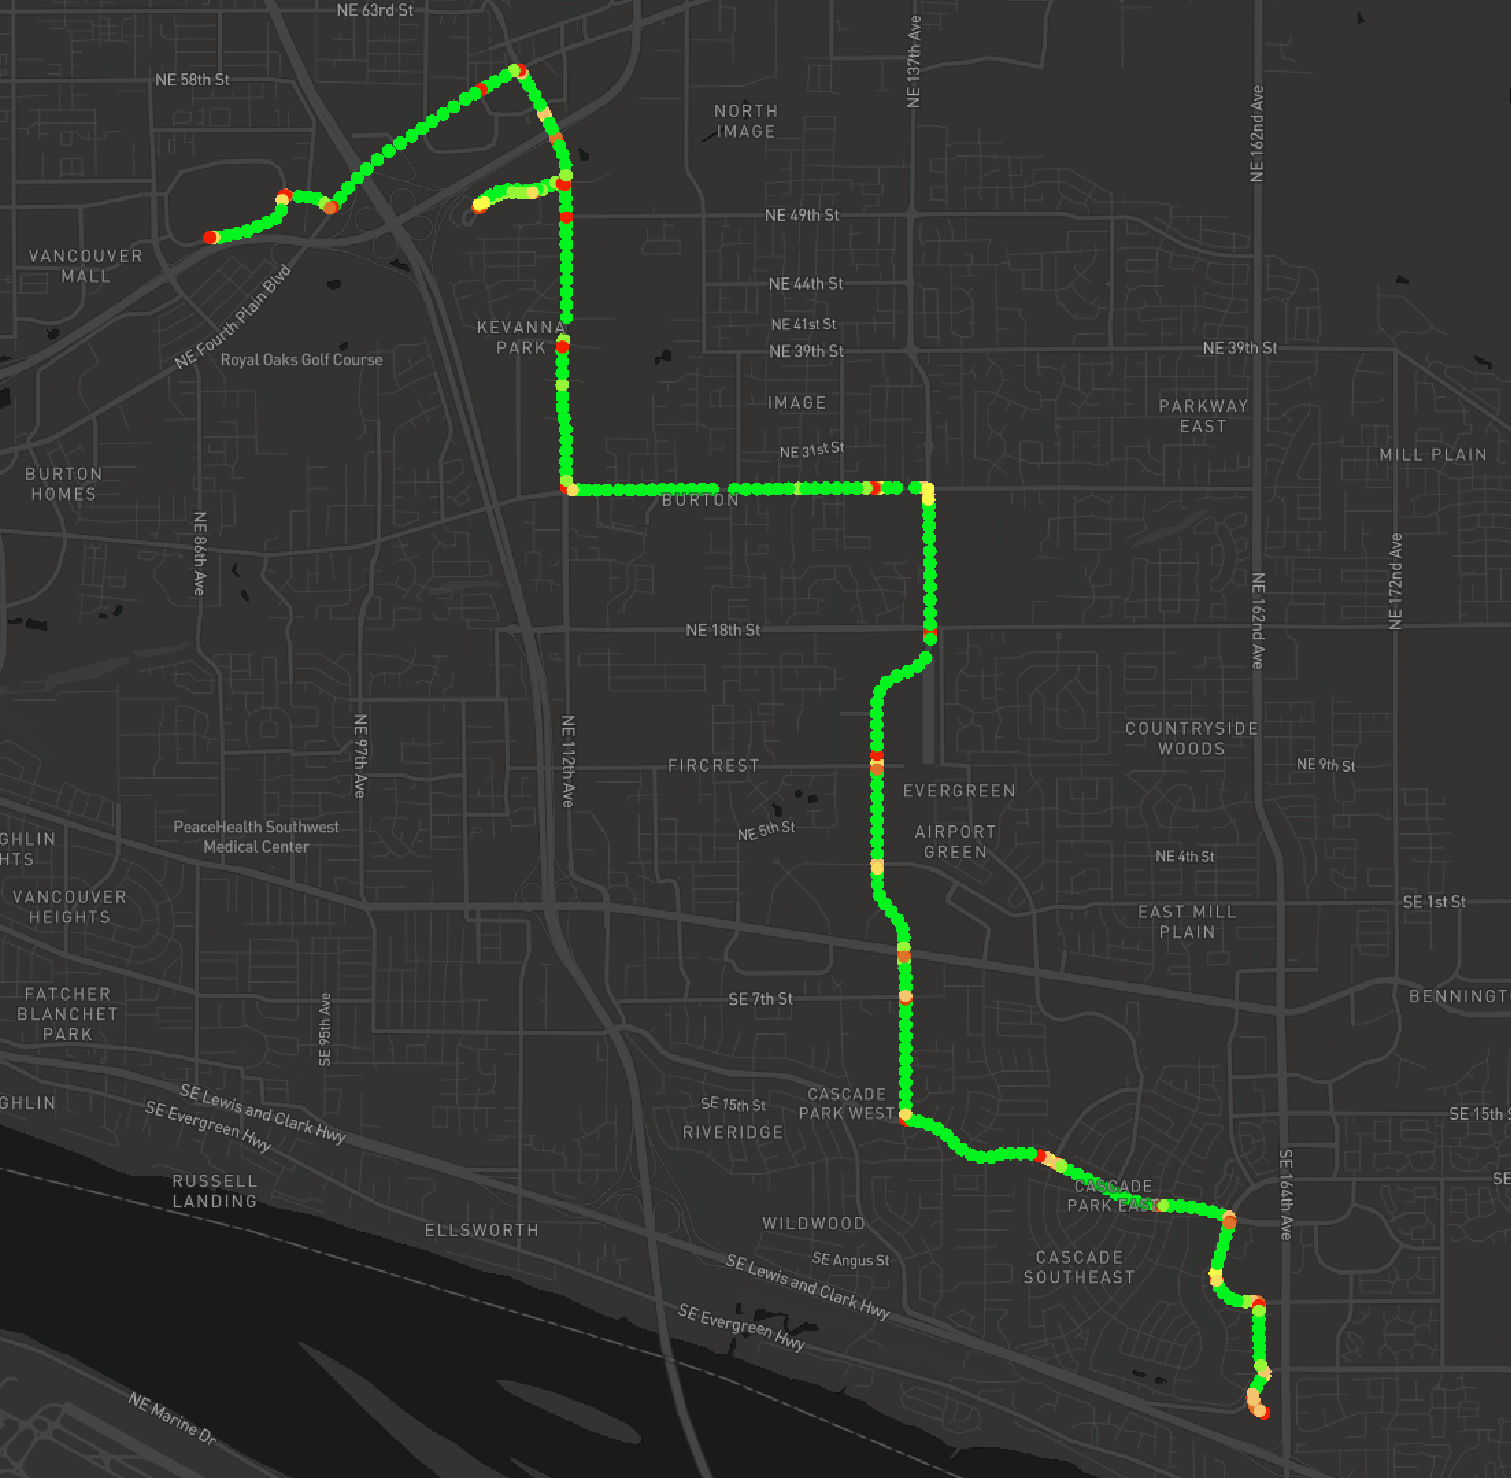 NE 63rd St
NE 58th St
NE 137th Ave
NE 162nd Ave
NORTH
IMAGE
NE 49th St
VANCOUVER
MALL
NE Fourth Plain Blvd
NE 44th St
KEVANNA
PARK
NE 41st St
NE 39th St
NE 39th St
Royal Oaks Golf Course
IMAGE
PARKWAY
EAST
NE 31st St
MILL PLAIN
BURTON
HOMES
BURTON
NE 86th Ave
NE 172nd Ave
NE 162nd Ave
NE 18th St
NE 97th Ave
NE 112th Ave
COUNTRYSIDE
WOODS
FIRCREST
NE 9th St
EVERGREEN
PeaceHealth Southwest
Medical Center
NE 5th St
AIRPORT
GREEN
GHLIN
HTS
NE 4th St
VANCOUVER
HEIGHTS
SE 1st St
EAST MILL
PLAIN
FATCHER
BLANCHET
PARK
SE 95th Ave
SE 7th St
BENNINGT
GHLIN
SE Lewis and Clark Hwy
SE Evergreen Hwy
CASCADE
PARK WEST
SE 15th St
RIVERIDGE
SE 15th S
RUSSELL
LANDING
CASCADE
PARK EAST
SE 164th Ave
SE
ELLSWORTH
WILDWOOD
SE Angus St
CASCADE
SOUTHEAST
SE Lewis and Clark Hwy
SE Evergreen Hwy
NE Marine Dr